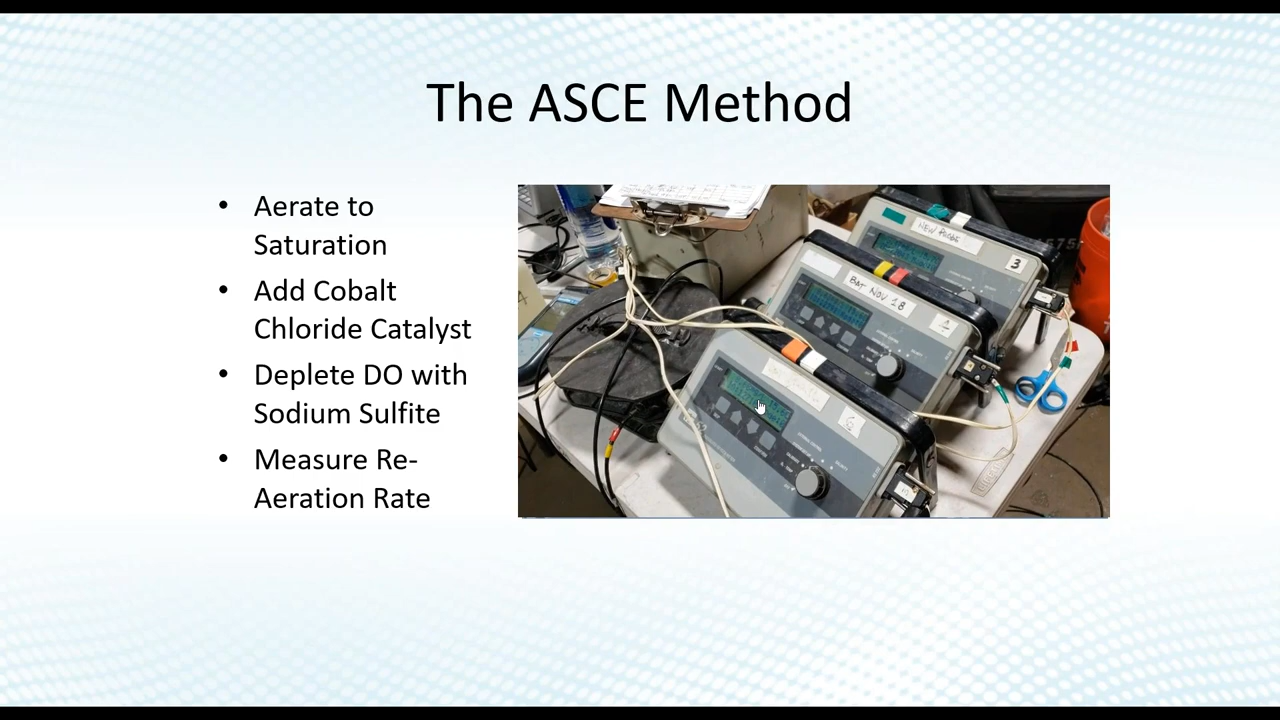 The ASCE Method
• Aerate to
Saturation
• Add Cobalt
Chloride Catalyst
• Deplete DO with
Sodium Sulfite
• Measure Re-
Aeration Rate
NEW PROBE
3
BAT NOV 18